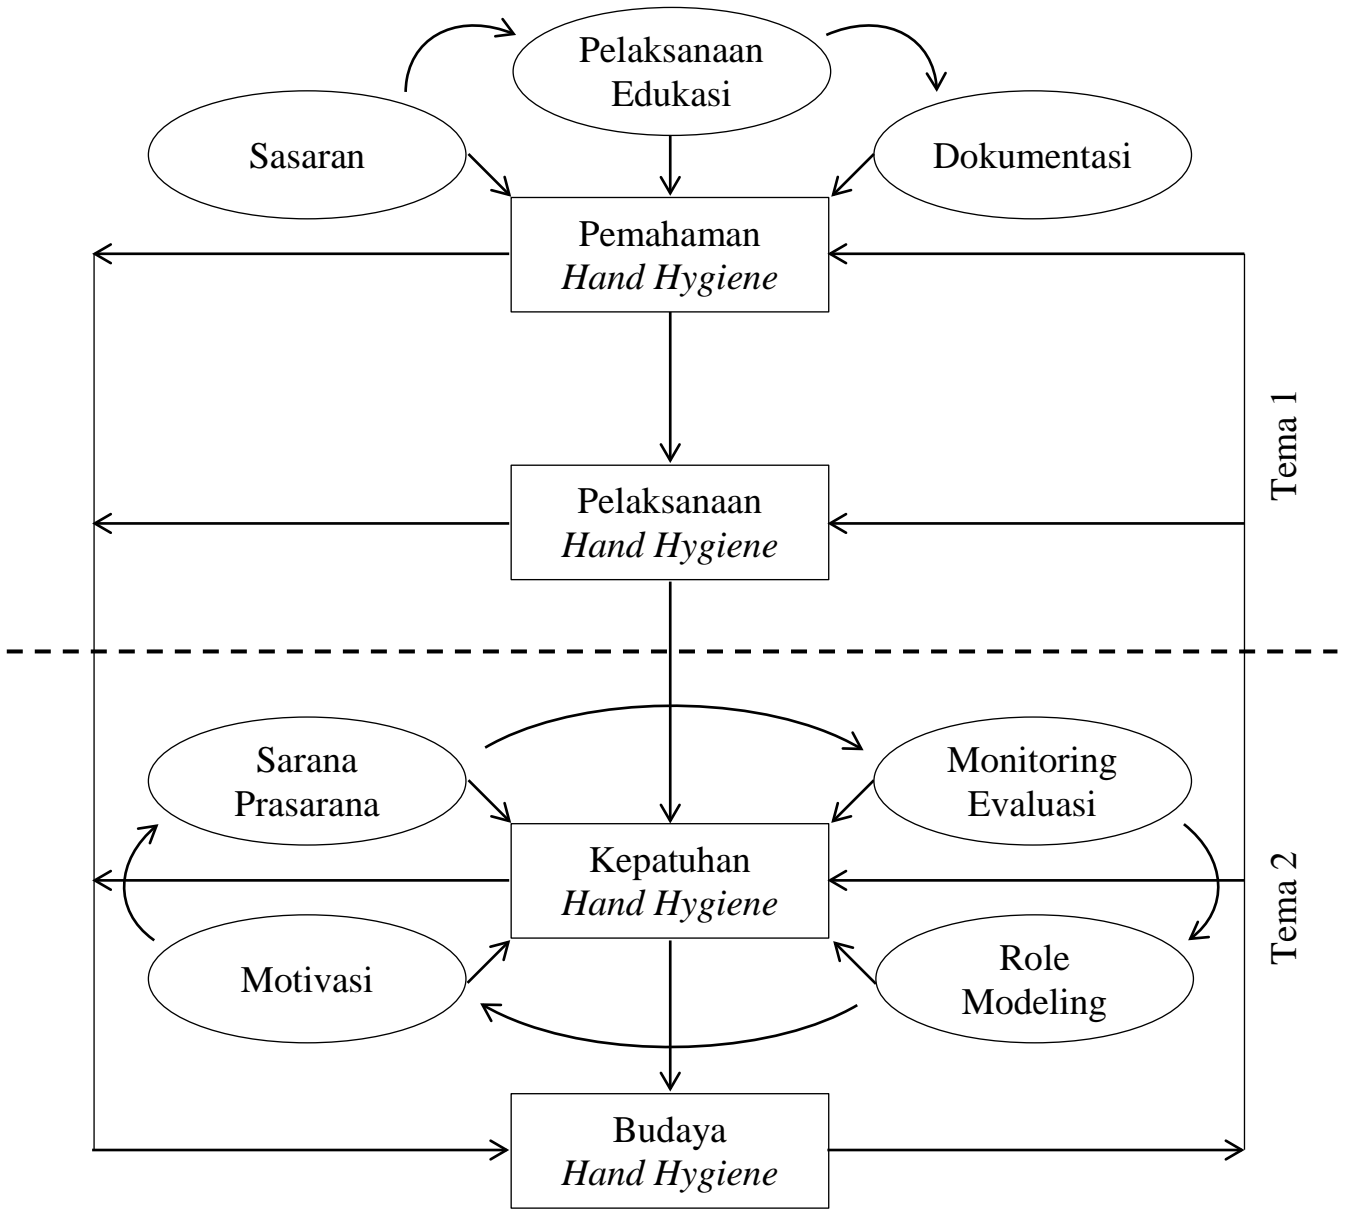 Pelaksanaan
Edukasi
Sasaran
Dokumentasi
Pemahaman
Hand Hygiene
Tema 1
Pelaksanaan
Hand Hygiene
Sarana
Prasarana
Monitoring
Evaluasi
Kepatuhan
Hand Hygiene
Tema 2
Motivasi
Role
Modeling
Budaya
Hand Hygiene